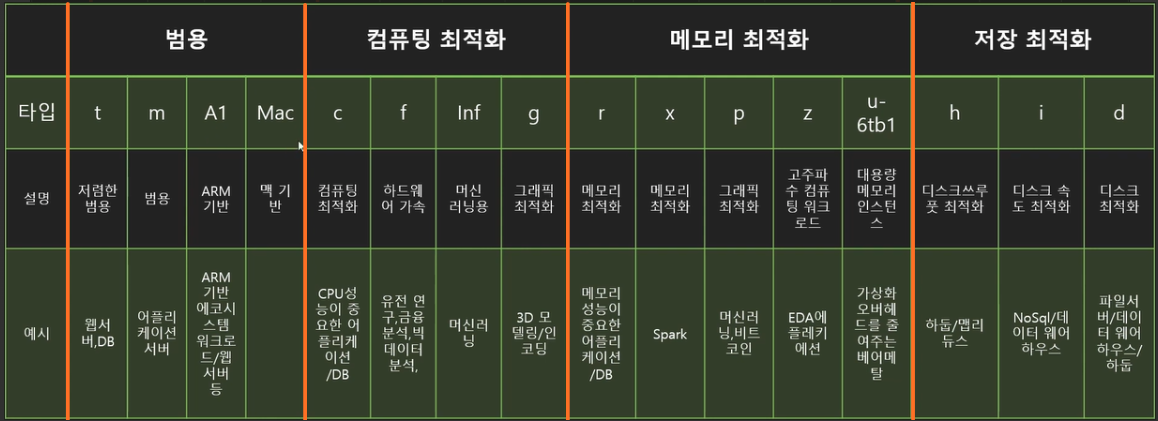 범용
컴퓨팅 최적화
메모리 최적화
저장 최적화
타입
t
m
A1
Mac
c
f
Inf
g
r
x
p
z
u-
6tb1
h
i
d
설명
저렴한
범용
범용
ARM
기반
맥 기
반
컴퓨팅
최적화
하드웨
어 가속
머신
러닝용
그래픽
최적화
메모리
최적화
메모리
최적화
그래픽
최적화
고주파
수 컴퓨
팅 워크
로드
대용량
메모리
인스턴
스
디스크쓰루
풋 최적화
디스크 속
도 최적화
디스크
최적화
예시
웹서
버,DB
어플리
케이션
서버
ARM
기반
에코시
스템
워크로
드/웹
서버
등
CPU성
능이 중
요한 어
플리케
이션
/DB
유전 연
구,금융
분석,빅
데이터
분석,
머신러
닝
3D 모
델링/인
코딩
메모리
성능이
중요한
어플리
케이션
/DB
Spark
머신러
닝,비트
코인
EDA에
플레키
에션
가상화
오버헤
드를 줄
여주는
베어메
탈
하둡/맵리
듀스
NoSql/데
이터 웨어
하우스
파일서
버/데이
터 웨어
하우스/
하둡